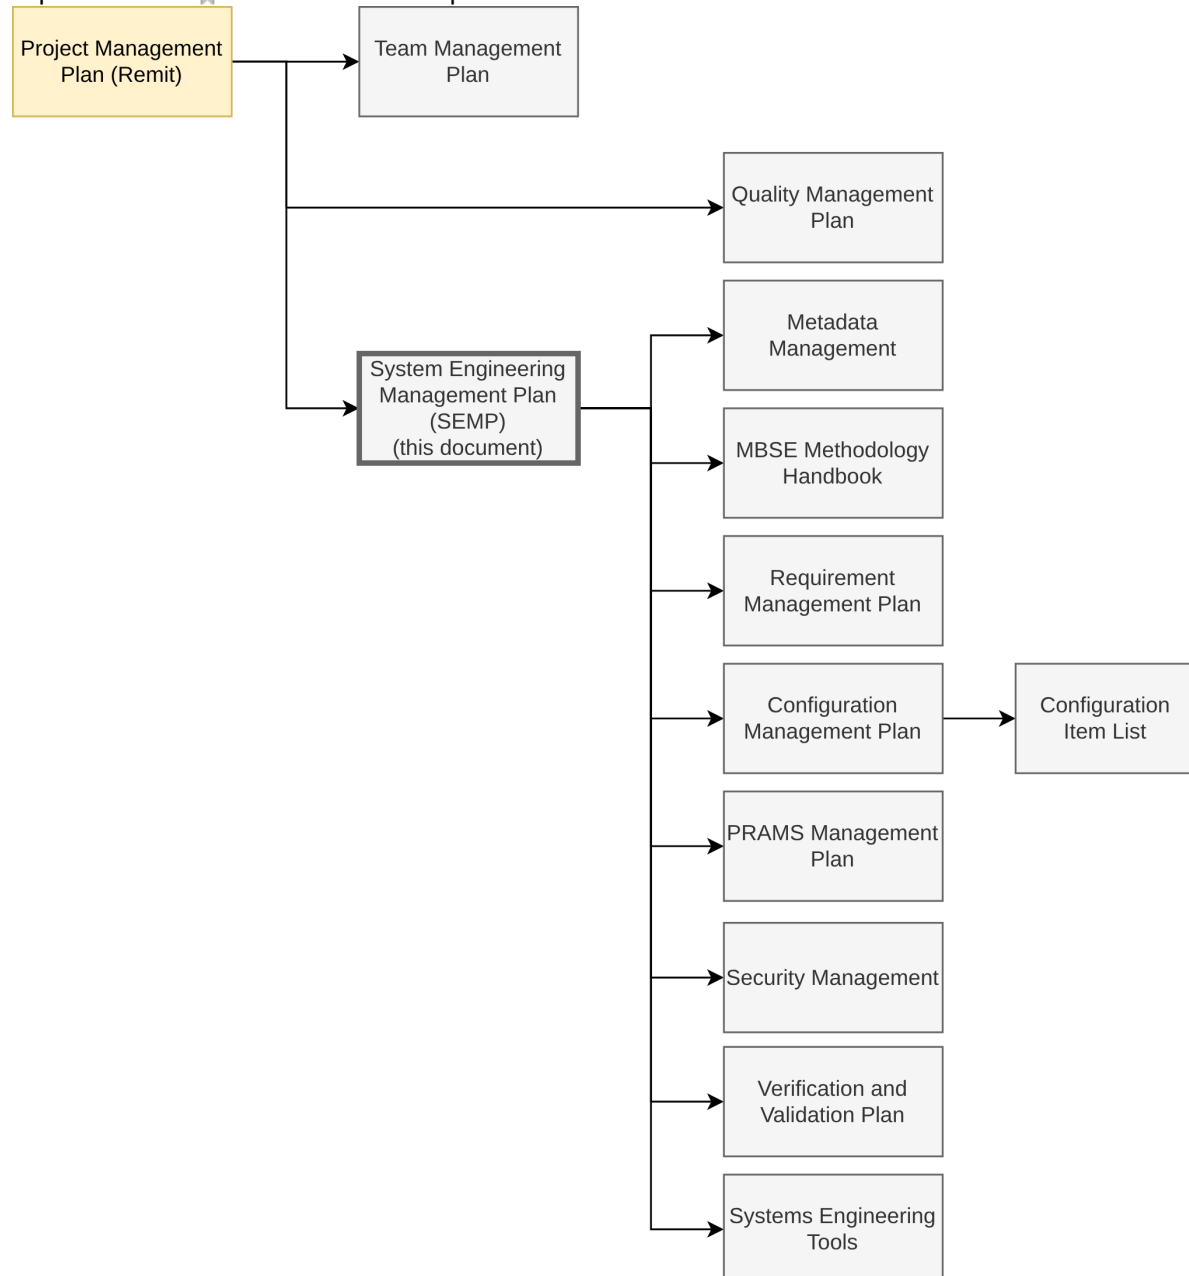 Project Management
Plan (Remit)
Team Management
Plan
Quality Management
Plan
Metadata
Management
System Engineering
Management Plan
(SEMP)
(this document)
MBSE Methodology
Handbook
Requirement
Management Plan
Configuration
Management Plan
Configuration
Item List
PRAMS Management
Plan
Security Management
Verification and
Validation Plan
Systems Engineering
Tools